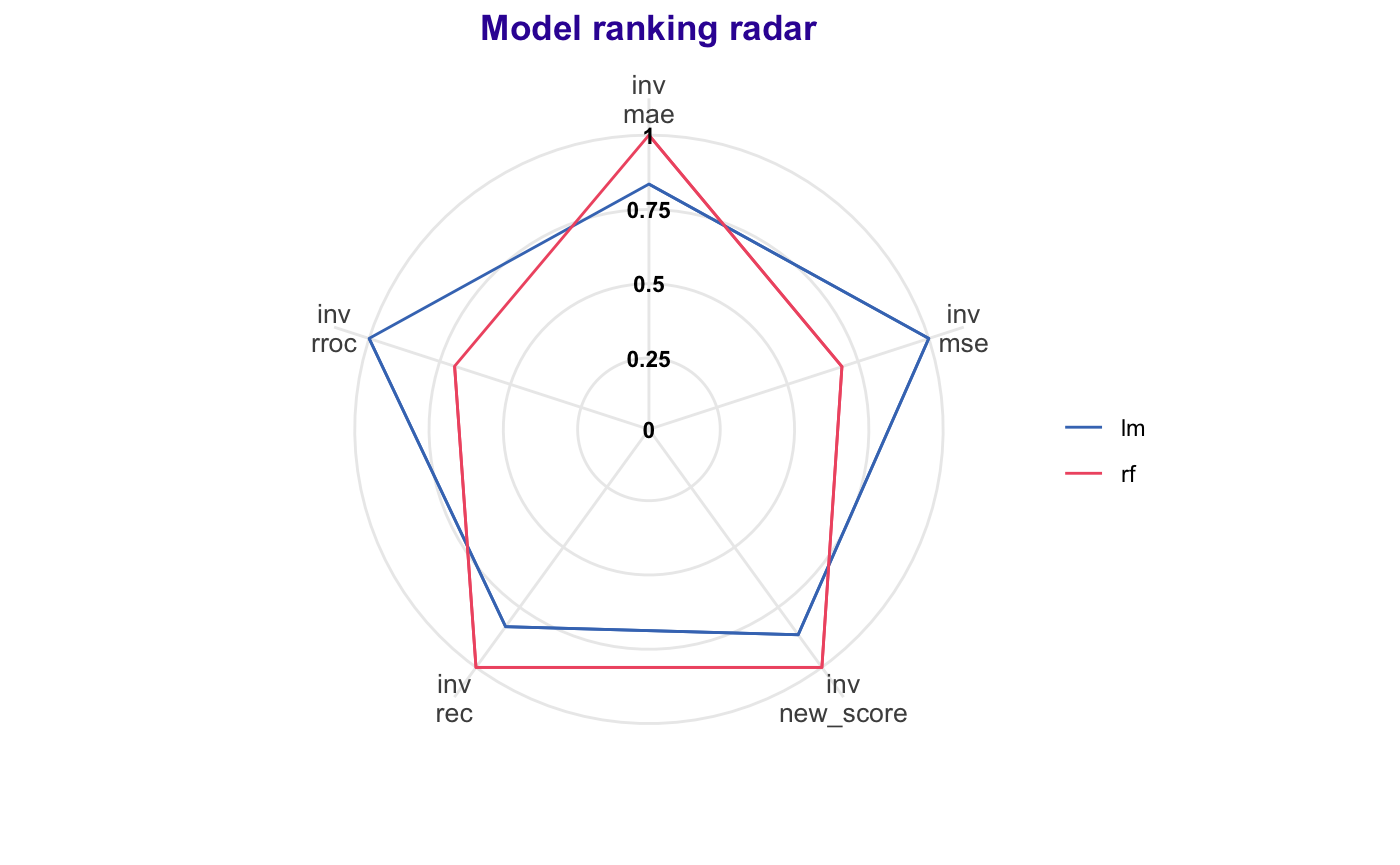 Model ranking radar
inv
mae
1
0.75
0.5
0.25
0
inv
rroc
inv
mse
lm
rf
inv
rec
inv
new_score